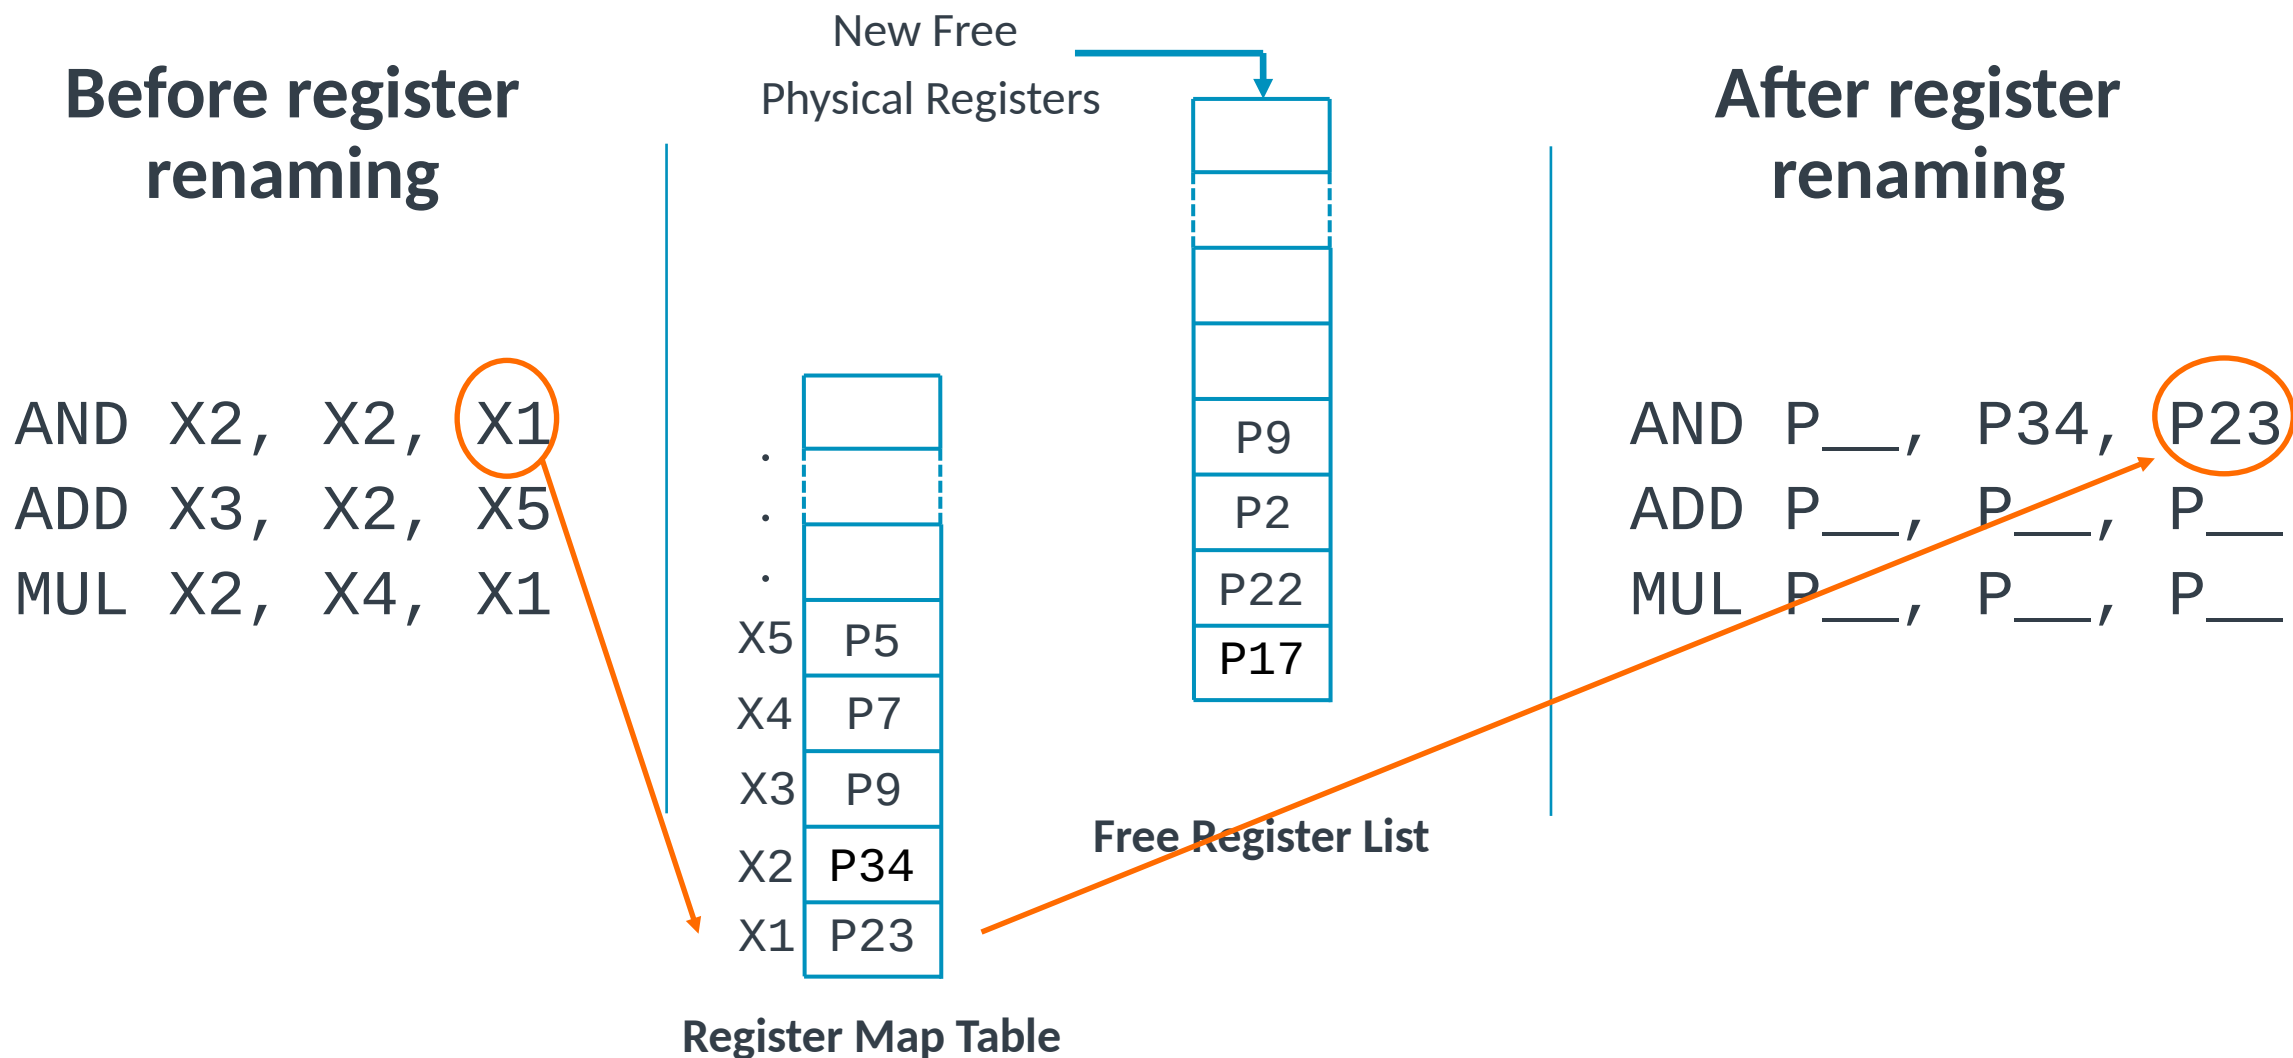 Before register
renaming
AND X2, X2, X1
ADD X3, X2, X5
MUL X2, X4, X1
New Free
Physical Registers
.
.
.
X5 P5
X4 P7
X3 P9
X2 P34
X1 P23
Register Map Table
P9
P2
P22
P17
Free Register List
After register
renaming
AND P__, P34, P23
ADD P__, P__, P__
MUL P__, P__, P__